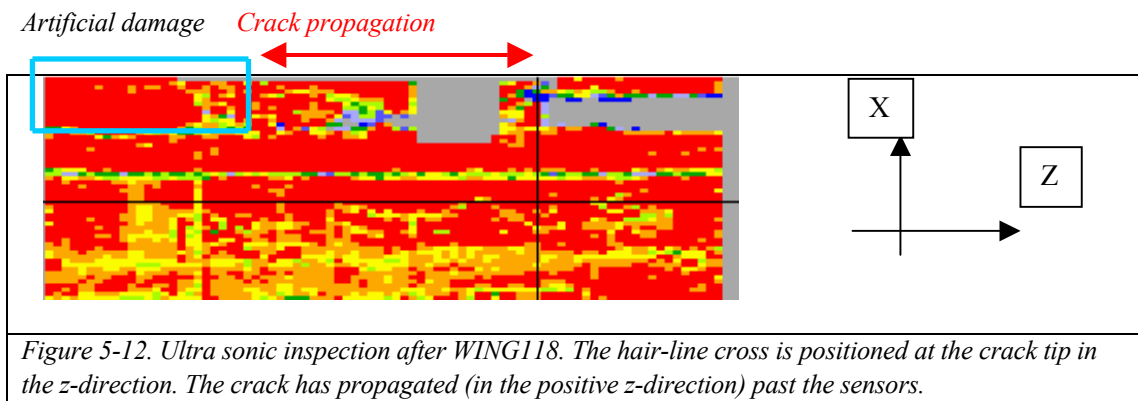 Artificial damage Crack propagation
X
Z
Figure 5-12. Ultra sonic inspection after WING118. The hair-line cross is positioned at the crack tip in
the z-direction. The crack has propagated (in the positive z-direction) past the sensors.